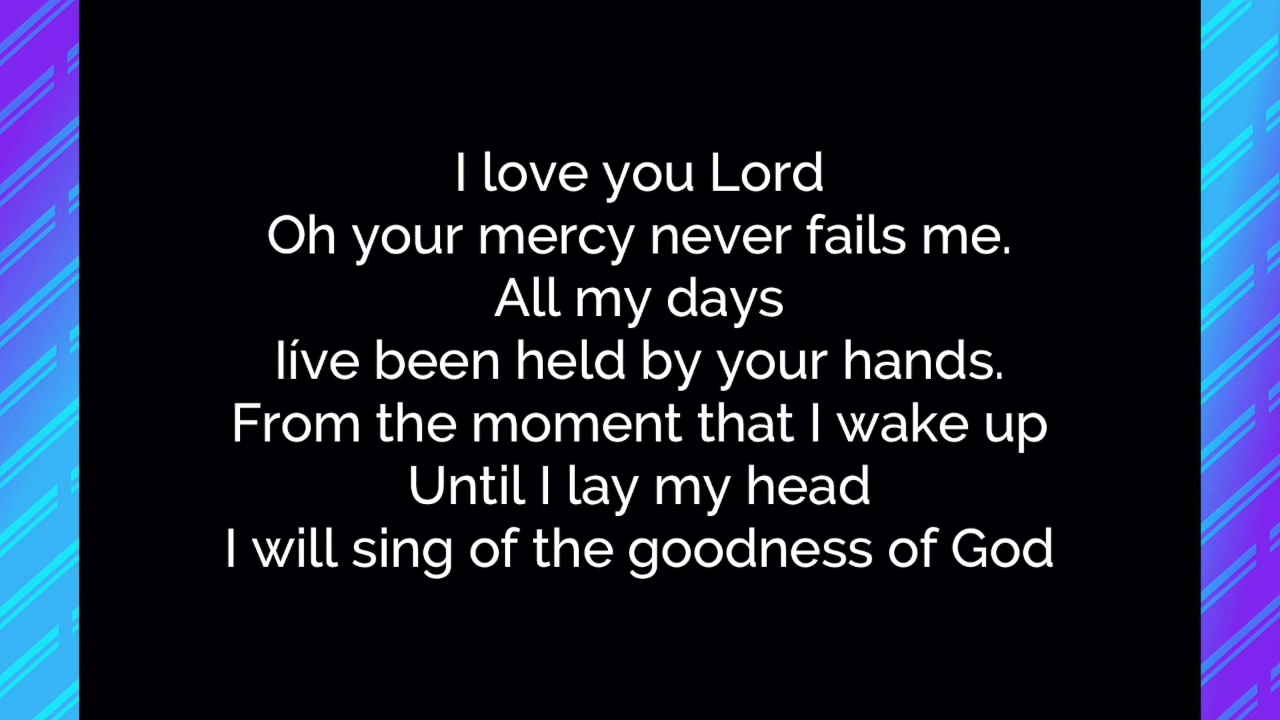 I love you Lord
Oh your mercy never fails me.
All my days
Iíve been held by your hands.
From the moment that I wake up
Until I lay my head
I will sing of the goodness of God